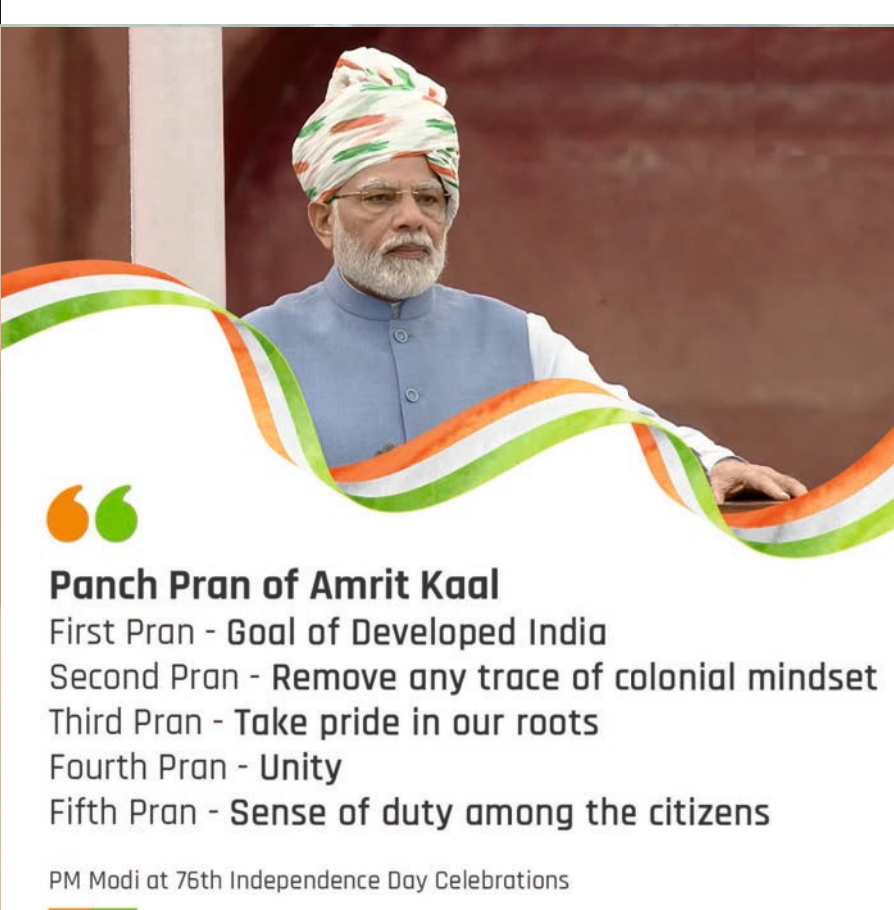 Panch Pran of Amrit Kaal
First Pran - Goal of Developed India
Second Pran - Remove any trace of colonial mindset
Third Pran - Take pride in our roots
Fourth Pran - Unity
Fifth Pran - Sense of duty among the citizens
PM Modi at 76th Independence Day Celebrations